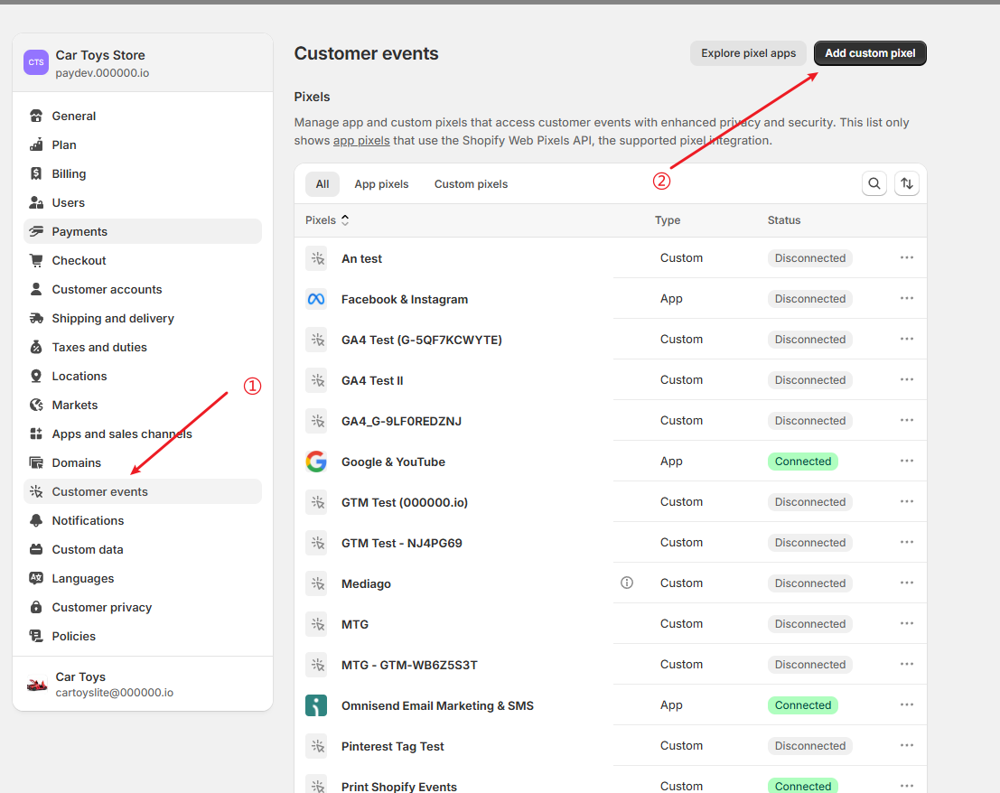 CTS
Car Toys Store
paydev.000000.io
General
Plan
Billing
Users
Payments
Checkout
Customer accounts
Shipping and delivery
Taxes and duties
Locations
Markets
Apps and sales channels
Domains
Customer events
Notifications
Custom data
Languages
Customer privacy
Policies
Car Toys
cartoyslite@000000.io
①
Customer events
Explore pixel apps
Add custom pixel
Pixels
Manage app and custom pixels that access customer events with enhanced privacy and security. This list only
shows app pixels that use the Shopify Web Pixels API, the supported pixel integration.
②
All App pixels Custom pixels
Pixels Type Status
An test Custom Disconnected
Facebook & Instagram App Disconnected
GA4 Test (G-5QF7KCWYTE) Custom Disconnected
GA4 Test II Custom Disconnected
GA4_G-9LF0REDZNJ Custom Disconnected
Google & YouTube App Connected
GTM Test (000000.io) Custom Disconnected
GTM Test - NJ4PG69 Custom Disconnected
Mediago Custom Disconnected
MTG Custom Disconnected
MTG - GTM-WB6Z5S3T Custom Disconnected
Omnisend Email Marketing & SMS App Connected
Pinterest Tag Test Custom Disconnected
Print Shopify Events Custom Connected